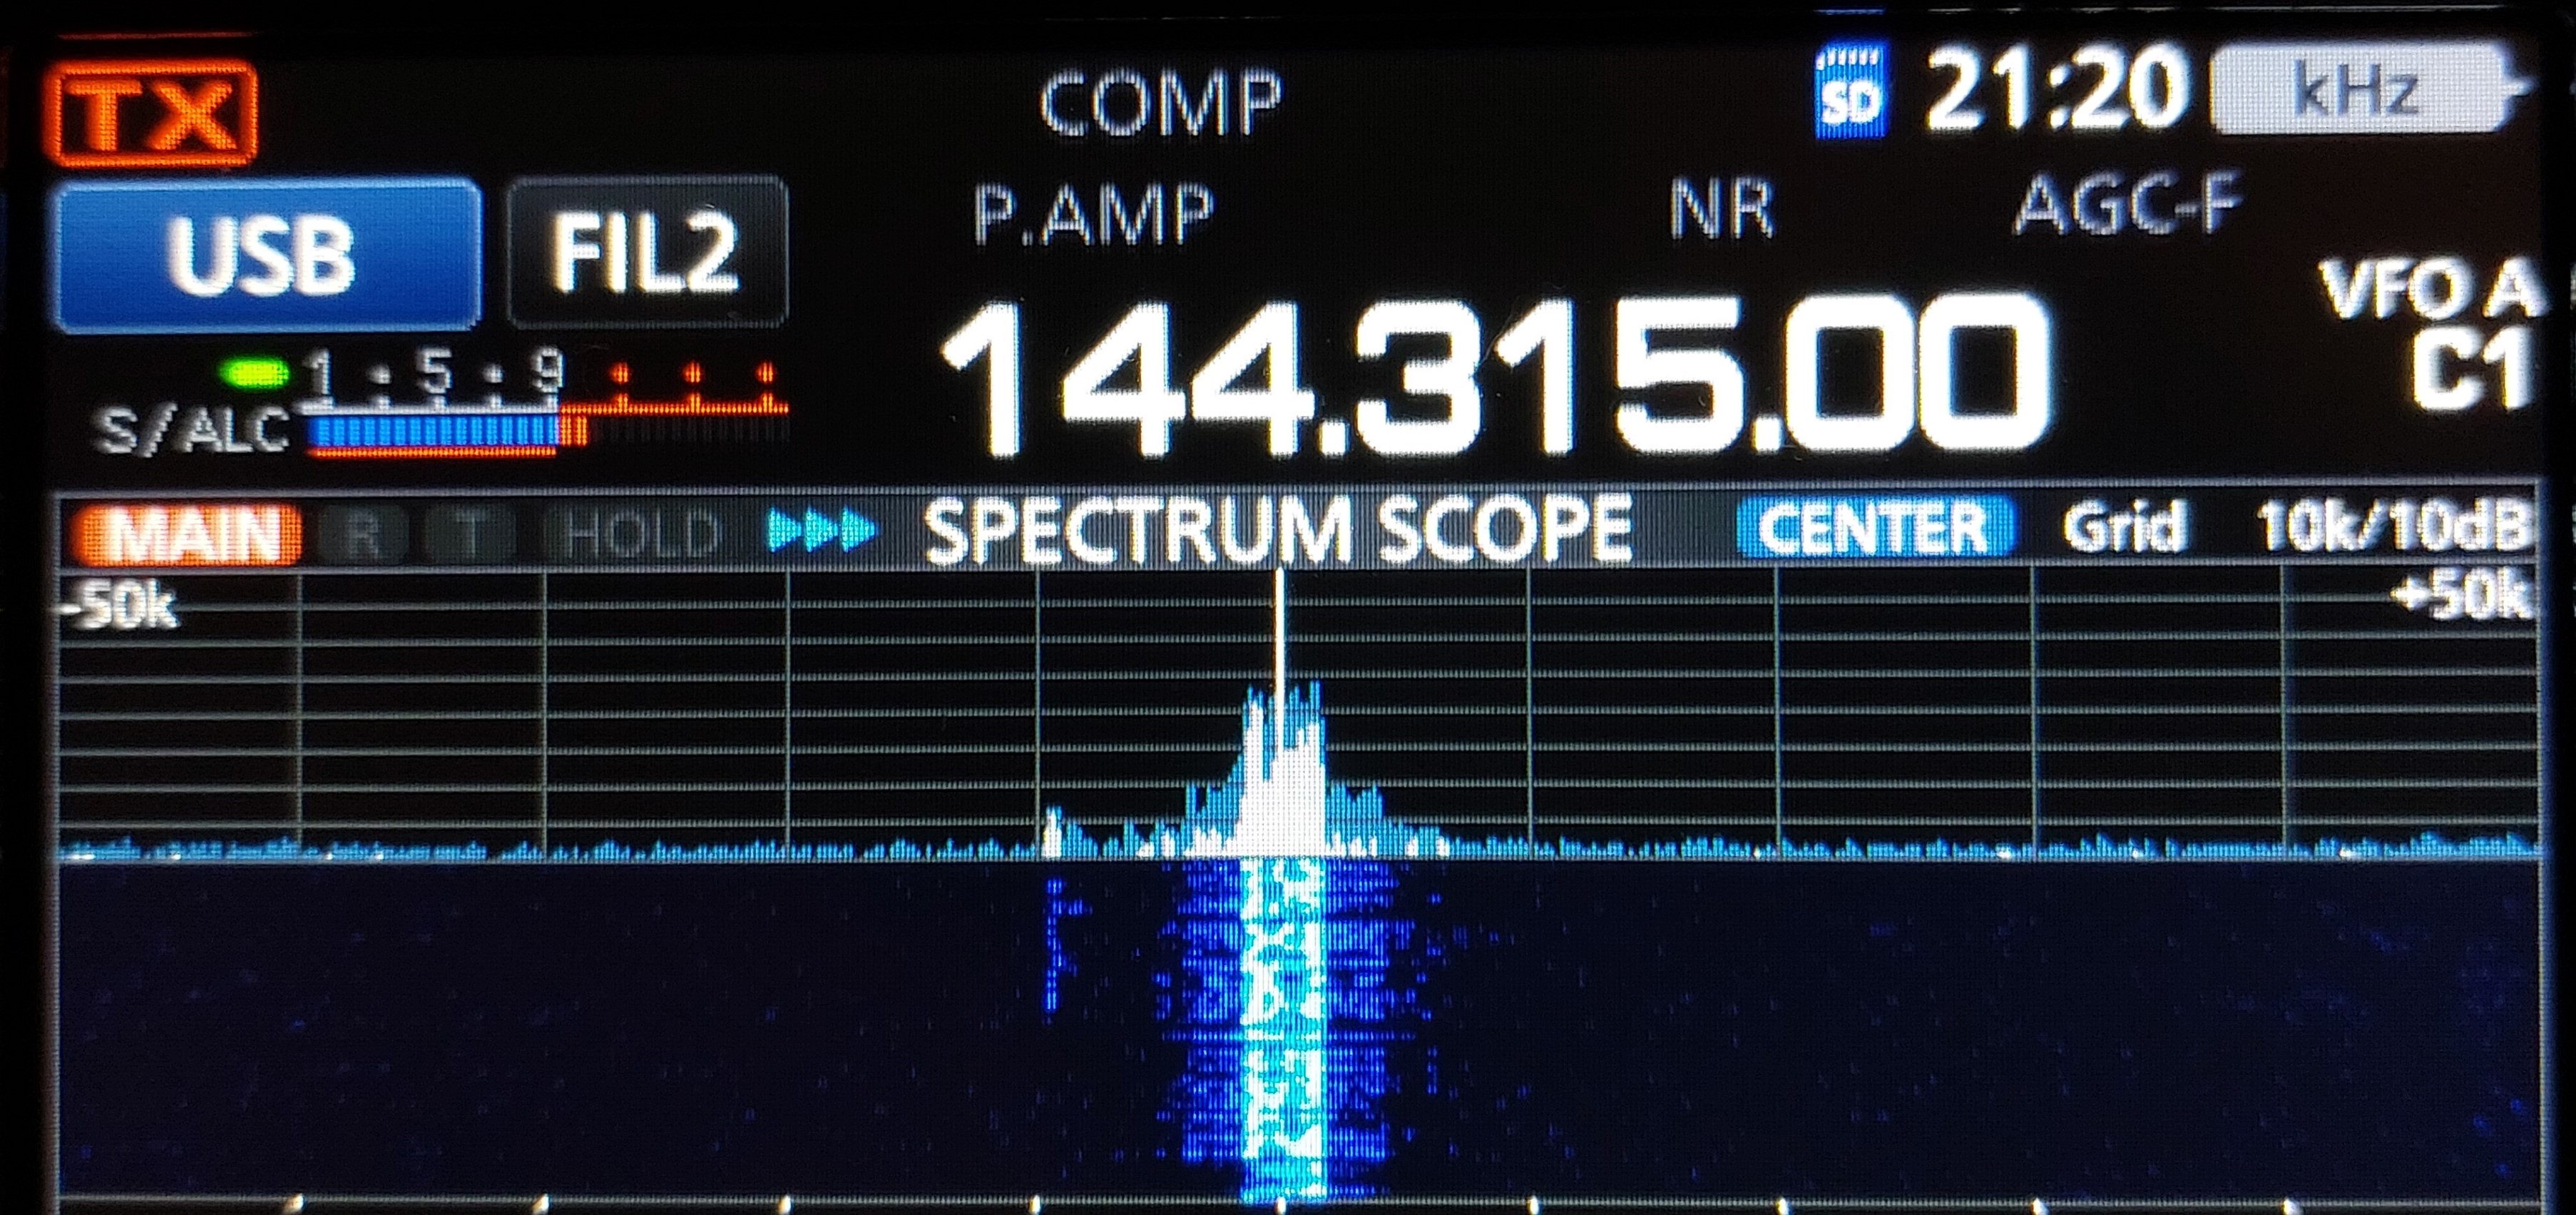 TX COMP SD 21:20 kHz
USB FIL2 P.AMP NR AGC-F
VFO A
144.315.00 C1
1 5 9
S/ALC
MAIN R T HOLD SPECTRUM SCOPE CENTER Grid 10k/10dB
-50k +50k